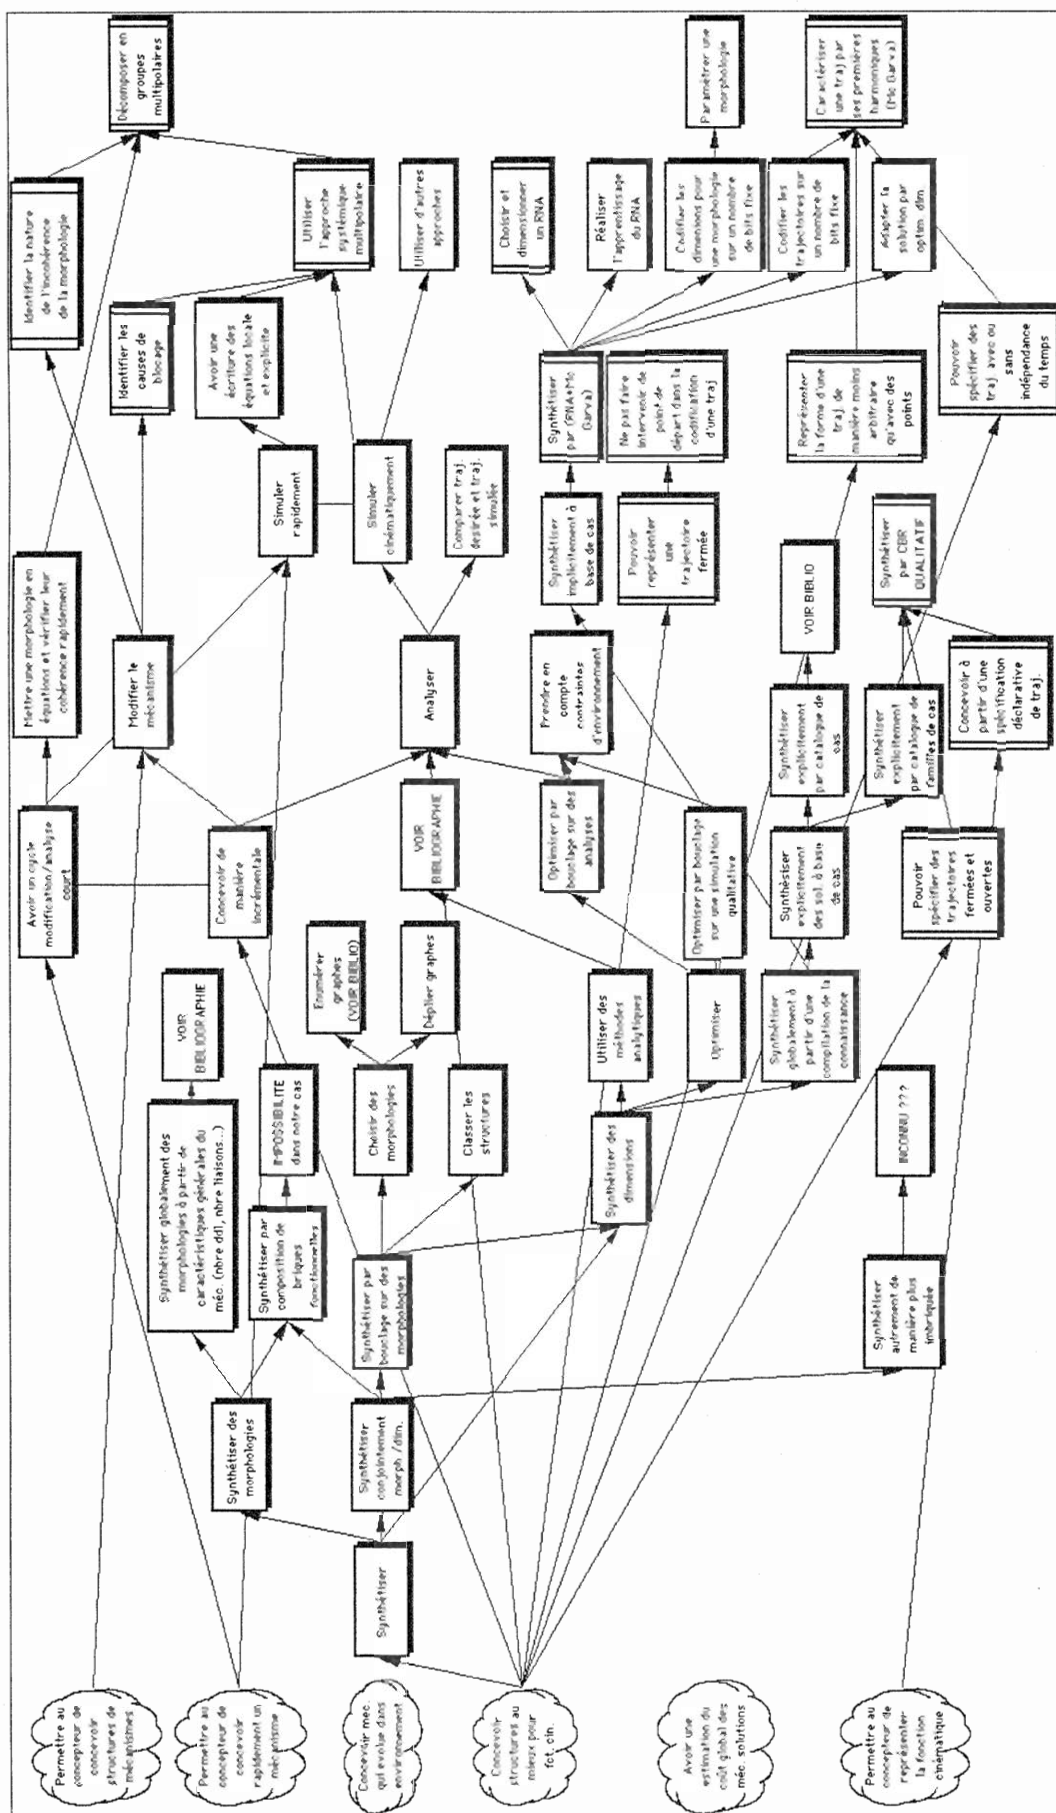 Permettre au
concepteur de
concevoir
structures de
mécanismes
Permettre au
concepteur de
cocevoir
rapidement un
mécanisme
Concevoir mec.
qui evolue dans
environement
Concevoir
structures au
mieux pour
fct. cin.
Avoir une
estimation du
coût global des
méc. solutions
Permettre au
concepteur de
représenter
la fonction
cinématique
Synthétiser
Synthétiser des
morphologies
Synthétiser
conjointement
morph /dim.
Synthétiser globalement des
morphologies à partir de
caractéristiques générales du
méc. (nbre ddl, nbre liaisons...)
Synthétiser par
composition de
briques
fonctionnelles
Synthétiser par
bouclage sur des
morphologies
Synthétiser
autrement de
manière plus
imbriquée
VOIR
BIBLIOGRAPHIE
IMPOSSIBILITE
dans notre cas
Choisir des
morphologies
Classer les
structures
Synthétiser des
dimensions
INCONNU ???
Enumérer
graphes
(VOIR BIBLIO)
Déplier graphes
Utiliser des
méthodes
analytiques
Optimiser
Synthétiser
globalement à
partir d'une
compilation de la
connaissance
Avoir un cycle
modification/analyse
court
Concevoir de
manière
incrémentale
VOIR
BIBLIOGRAPHIE
Optimiser par
bouclage sur des
analyses
Optimiser par bouclage
sur une simulation
qualitative
Synthésiser
explicitement
des sol. à base
de cas
Pouvoir
spécifier des
trajectoires
fermées et
ouvertes
Mettre une morphologie en
équations et vérifier leur
cohérence rapidement
Modifier le
mécanisme
Analyser
Prendre en
compte
contraintes
d'environnement
Synthétiser
explicitement
par catalogue de
cas
Synthétiser
explicitement
par catalogue de
familles de cas
Concevoir à
partir d'une
spécification
déclarative
de traj.
Simuler
rapidement
Simuler
cinématiquement
Comparer traj.
desirée et traj.
simulée
Synthétiser
implicitement à
base de cas
Pouvoir
représenter
une
trajectoire
fermée
VOIR BIBLIO
Synthétiser
par CBR
QUALITATIF
Identifier les
causes de
blocage
Avoir une
écriture des
équations locale
et explicite
Synthétiser
par (RNA+Mc
Garva)
Ne pas faire
intervenir de
point de
départ dans la
codification
d'une traj
Représenter
la forme d'une
traj. de
manière moins
arbitraire
qu'avec des
points
Pouvoir
spécifier des
traj avec ou
sans
indépendance
du temps
Identifier la nature
de l'incohérence
de la morphologie
Utiliser
l'approche
systémique
multipolaire
Utiliser d'autres
approches
Choisir et
dimensionner
un RNA
Réaliser
l'apprentissage
du RNA
Codifier les
dimensions pour
une morphologie
sur un nombre
de bits fixe
Codifier les
trajectoires sur
un nombre de
bits fixe
Adapter la
solution par
optim. dim
Décomposer en
groupes
multipolaires
Paramétrer une
morphologie
Caractériser
une traj par
ses premières
harmoniques
(Mc Garva)